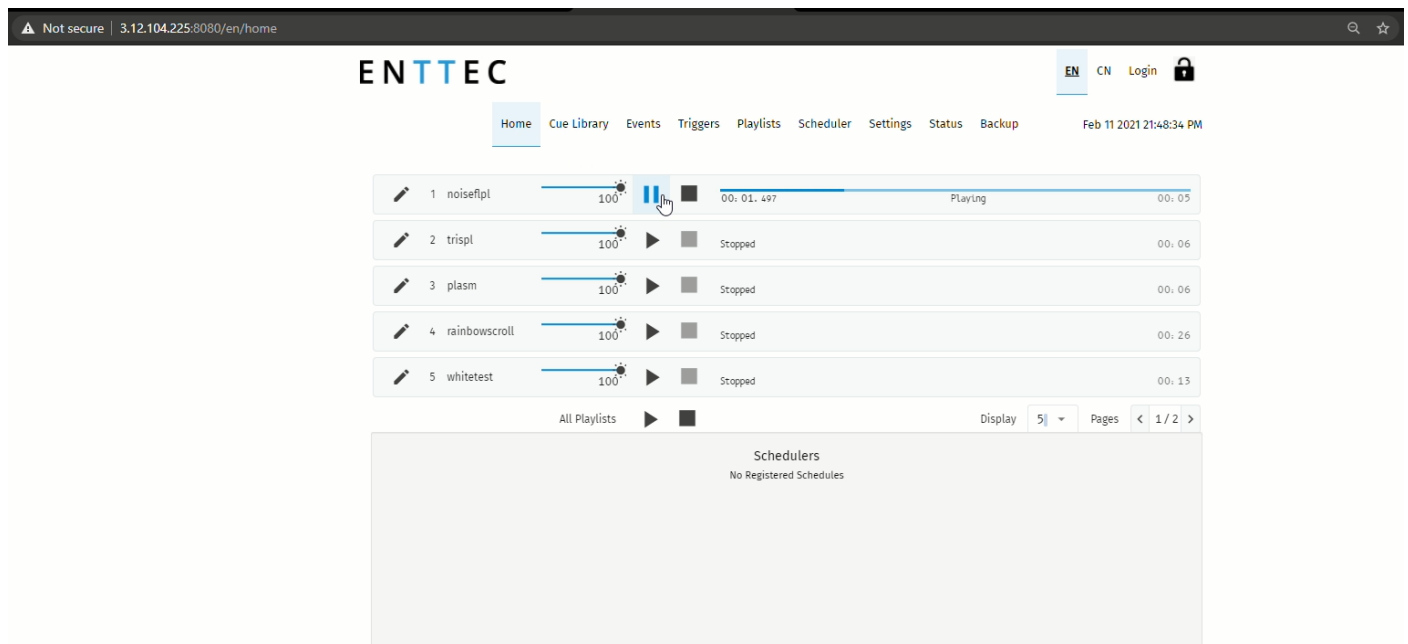 Not secure 3.12.104.225:8080/en/home
ENTTEC
EN CN Login
Home Cue Library Events Triggers Playlists Scheduler Settings Status Backup Feb 11 2021 21:48:34 PM
1 noiseflpl 100 00:01.497 Playing 00:05
2 trispl 100 Stopped 00:06
3 plasm 100 Stopped 00:06
4 rainbowscroll 100 Stopped 00:26
5 whitetest 100 Stopped 00:13
All Playlists Display 5 Pages < 1/2 >
Schedulers
No Registered Schedules